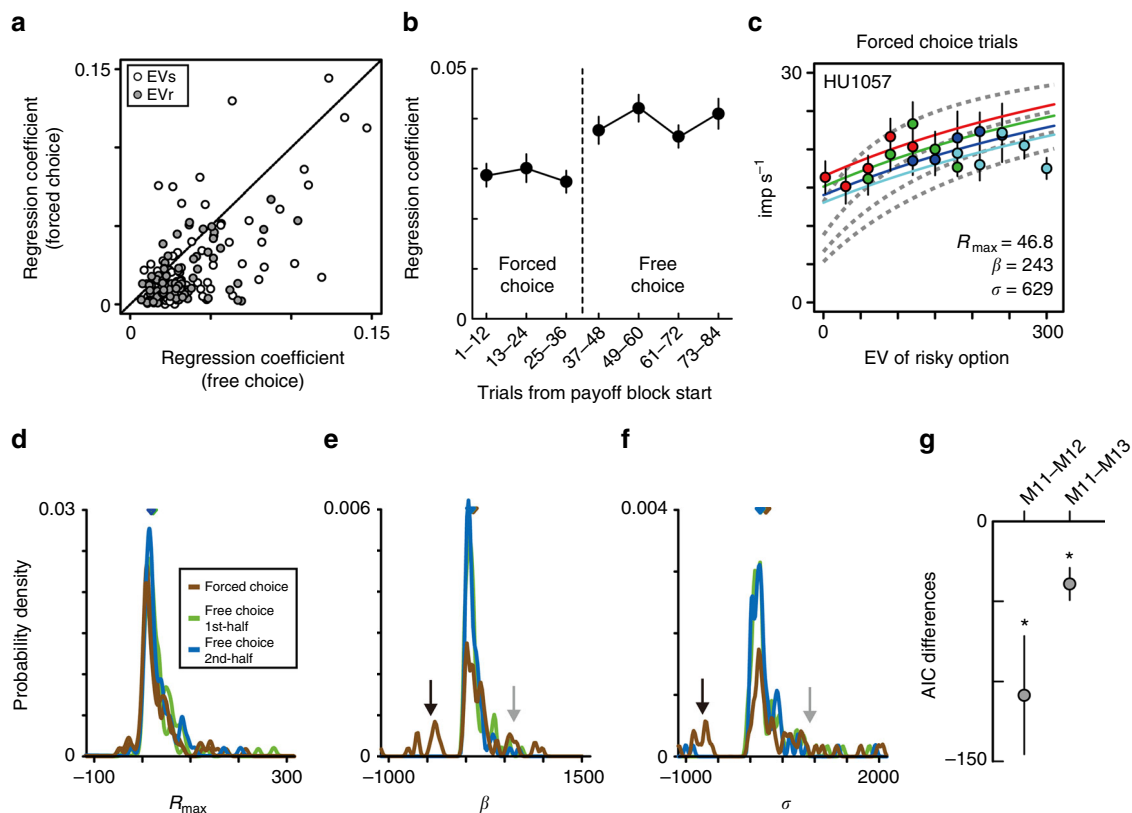 a
0.15
EVs
EVr
Regression coefficient
(forced choice)
0
0
0.15
Regression coefficient
(free choice)
b
0.05
Regression coefficient
Forced
choice
Free
choice
0
1–12
13–24
25–36
37–48
49–60
61–72
73–84
Trials from payoff block start
c
Forced choice trials
30
HU1057
imp s⁻¹
Rmax = 46.8
β = 243
σ = 629
0
0
300
EV of risky option
d
0.03
Probability density
Forced choice
Free choice
1st-half
Free choice
2nd-half
0
–100
300
Rmax
e
0.006
0
–1000
1500
β
f
0.004
0
–1000
2000
σ
g
M11–M12
M11–M13
0
*
*
AIC differences
–150